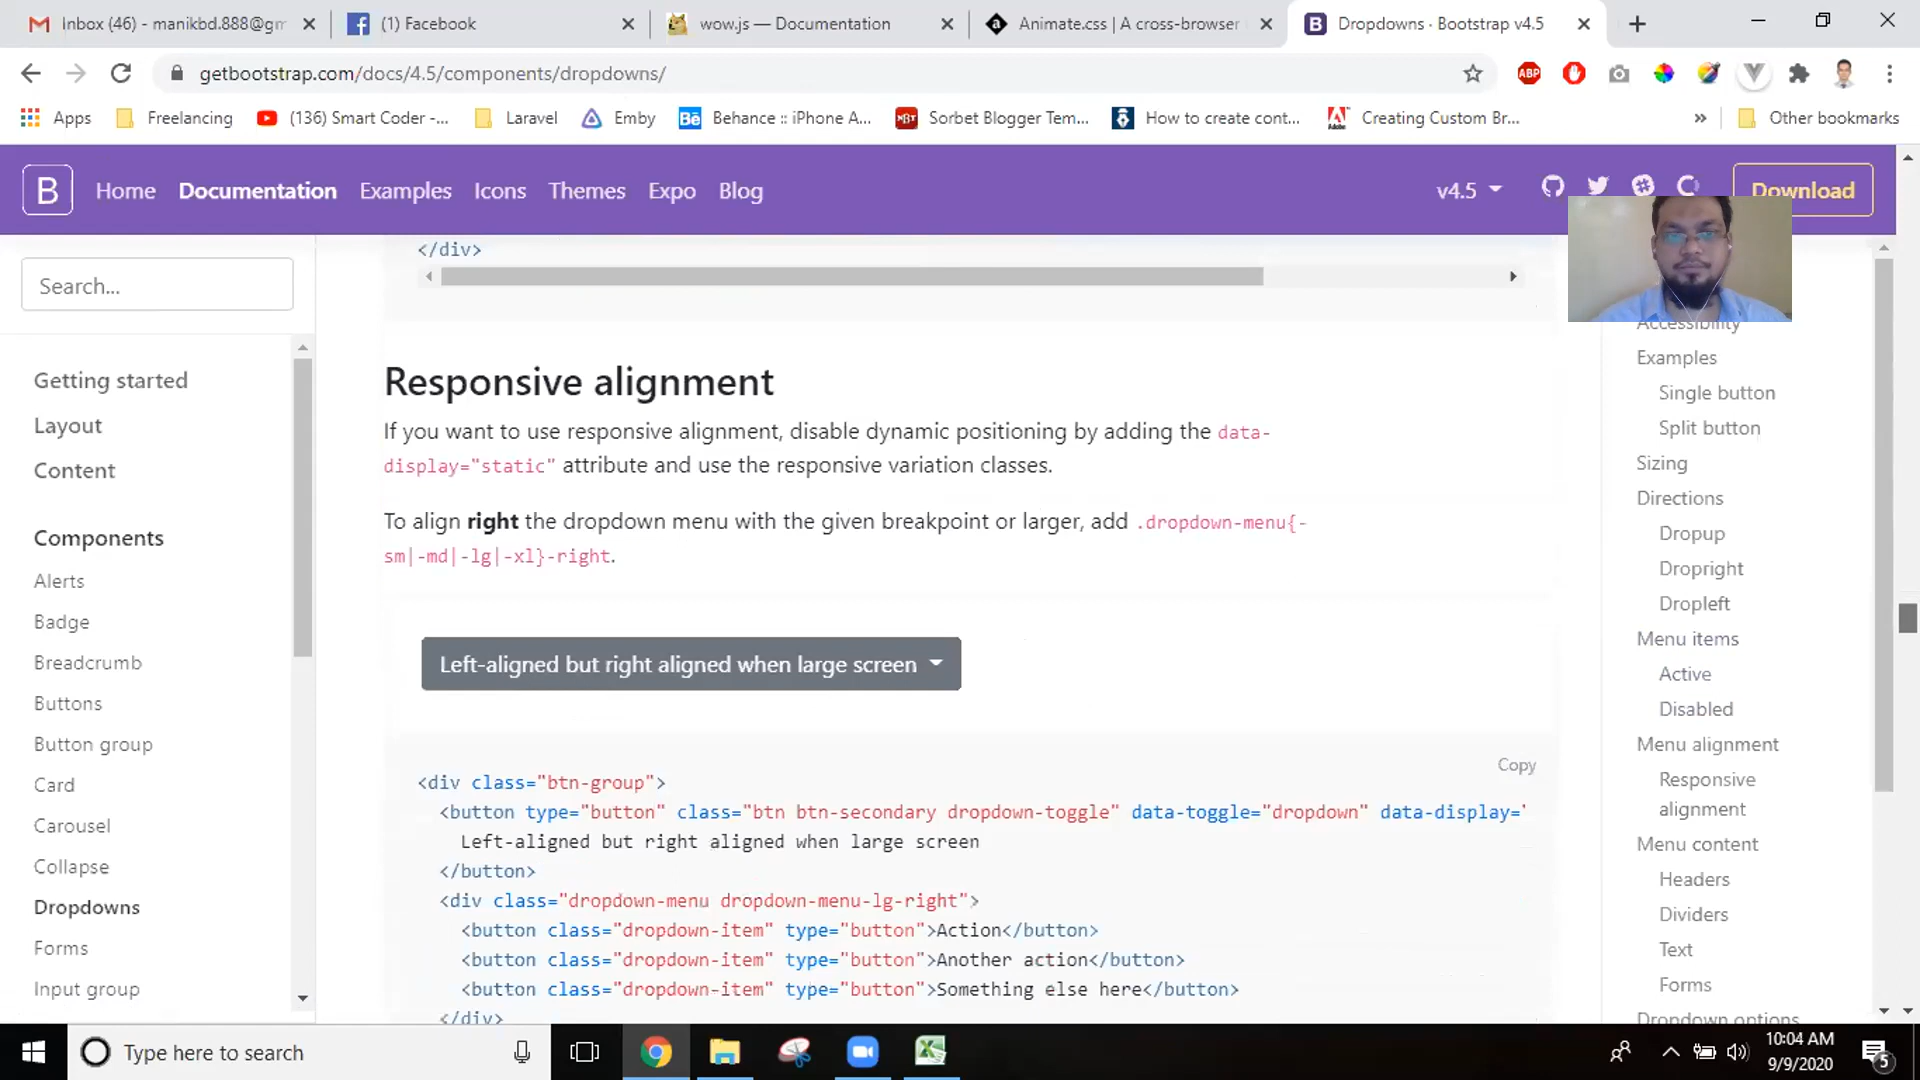 Inbox (46) - manikbd.888@gm
(1) Facebook
wow.js — Documentation
Animate.css | A cross-browser
Dropdowns · Bootstrap v4.5
getbootstrap.com/docs/4.5/components/dropdowns/
ABP
Apps
Freelancing
(136) Smart Coder -...
Laravel
Emby
Behance :: iPhone A...
Sorbet Blogger Tem...
How to create cont...
Creating Custom Br...
»
Other bookmarks
B
Home
Documentation
Examples
Icons
Themes
Expo
Blog
v4.5
Download
Search...
Getting started
Layout
Content
Components
Alerts
Badge
Breadcrumb
Buttons
Button group
Card
Carousel
Collapse
Dropdowns
Forms
Input group
</div>
Responsive alignment
If you want to use responsive alignment, disable dynamic positioning by adding the data-
display="static" attribute and use the responsive variation classes.
To align right the dropdown menu with the given breakpoint or larger, add .dropdown-menu{-
sm|-md|-lg|-xl}-right.
Left-aligned but right aligned when large screen
Copy
<div class="btn-group">
<button type="button" class="btn btn-secondary dropdown-toggle" data-toggle="dropdown" data-display="
Left-aligned but right aligned when large screen
</button>
<div class="dropdown-menu dropdown-menu-lg-right">
<button class="dropdown-item" type="button">Action</button>
<button class="dropdown-item" type="button">Another action</button>
<button class="dropdown-item" type="button">Something else here</button>
</div>
Accessibility
Examples
Single button
Split button
Sizing
Directions
Dropup
Dropright
Dropleft
Menu items
Active
Disabled
Menu alignment
Responsive
alignment
Menu content
Headers
Dividers
Text
Forms
Dropdown options
Type here to search
10:04 AM
9/9/2020
5